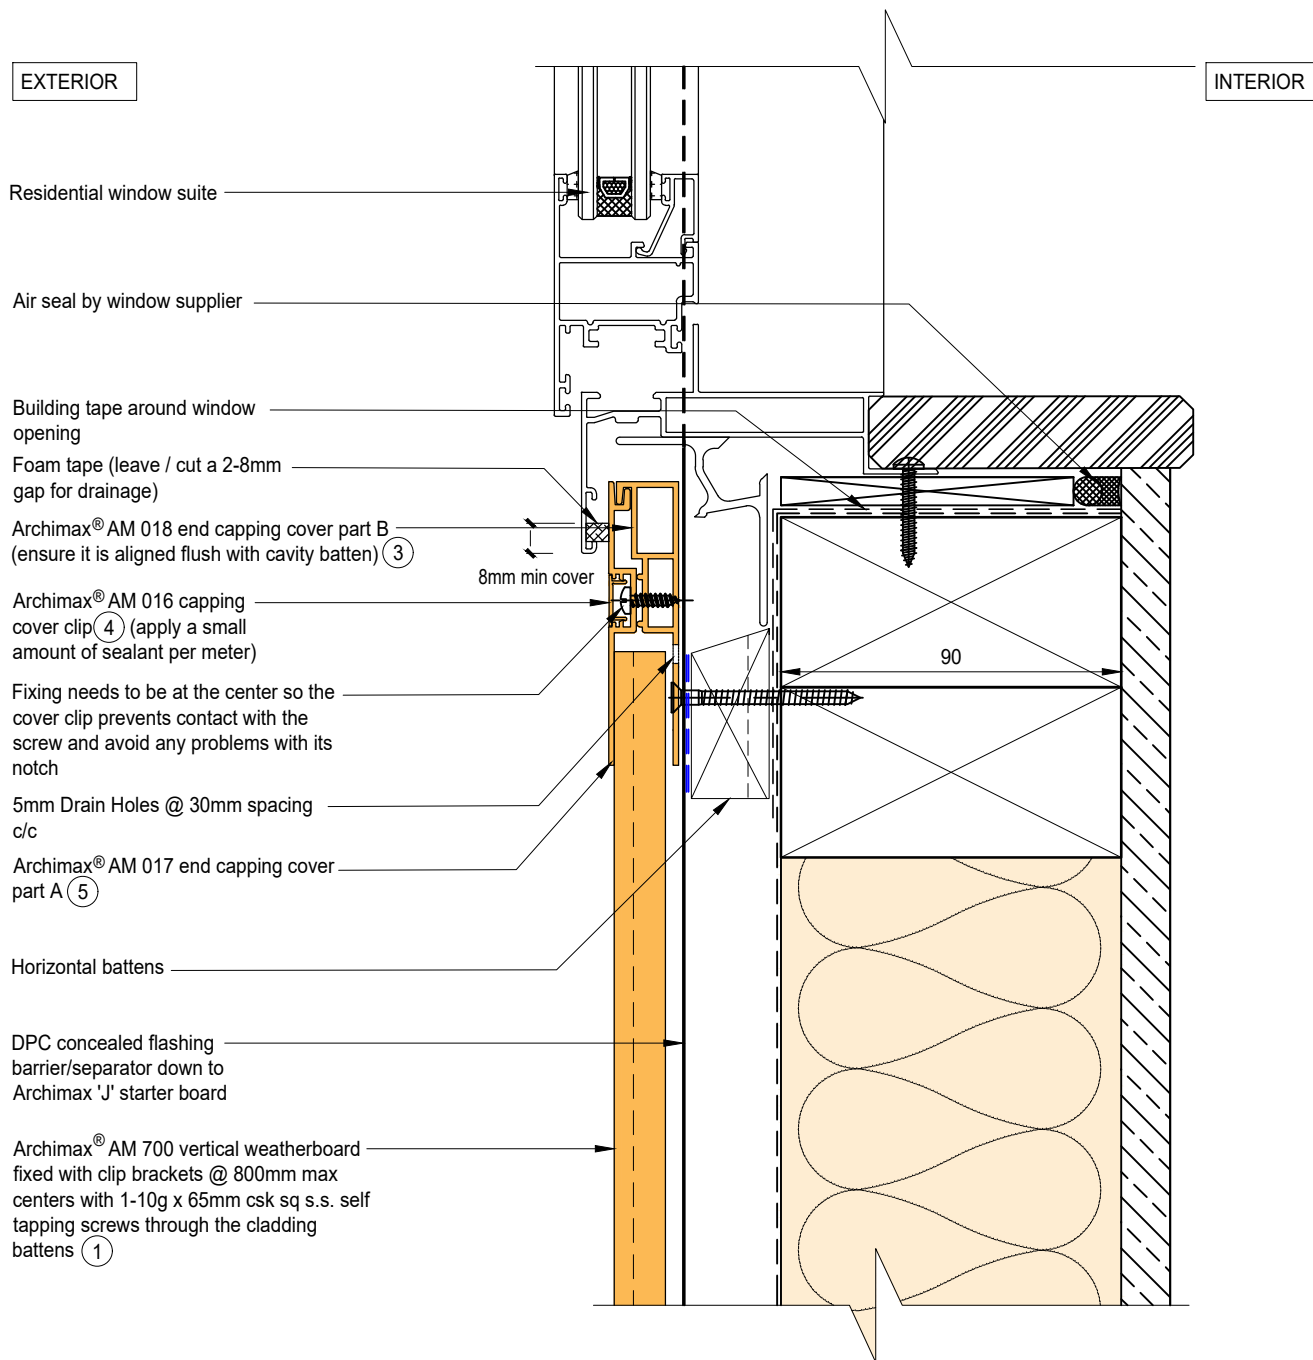 EXTERIOR
INTERIOR
Residential window suite
Air seal by window supplier
Building tape around window
opening
Foam tape (leave / cut a 2-8mm
gap for drainage)
Archimax® AM 018 end capping cover part B
(ensure it is aligned flush with cavity batten) 3
8mm min cover
Archimax® AM 016 capping
cover clip 4 (apply a small
amount of sealant per meter)
90
Fixing needs to be at the center so the
cover clip prevents contact with the
screw and avoid any problems with its
notch
5mm Drain Holes @ 30mm spacing
c/c
Archimax® AM 017 end capping cover
part A 5
Horizontal battens
DPC concealed flashing
barrier/separator down to
Archimax 'J' starter board
Archimax® AM 700 vertical weatherboard
fixed with clip brackets @ 800mm max
centers with 1-10g x 65mm csk sq s.s. self
tapping screws through the cladding
battens 1